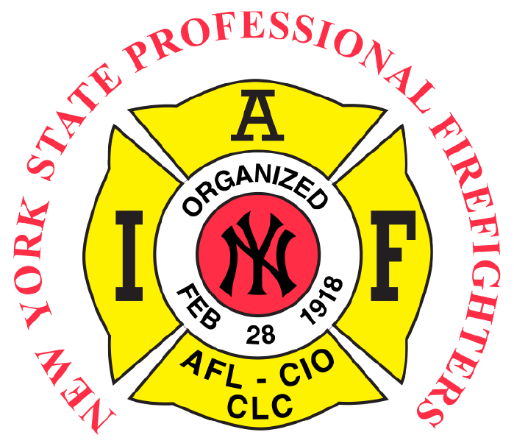 NEW YORK STATE PROFESSIONAL FIREFIGHTERS
A
I
F
ORGANIZED
NY
FEB 28 1918
AFL - CIO
CLC